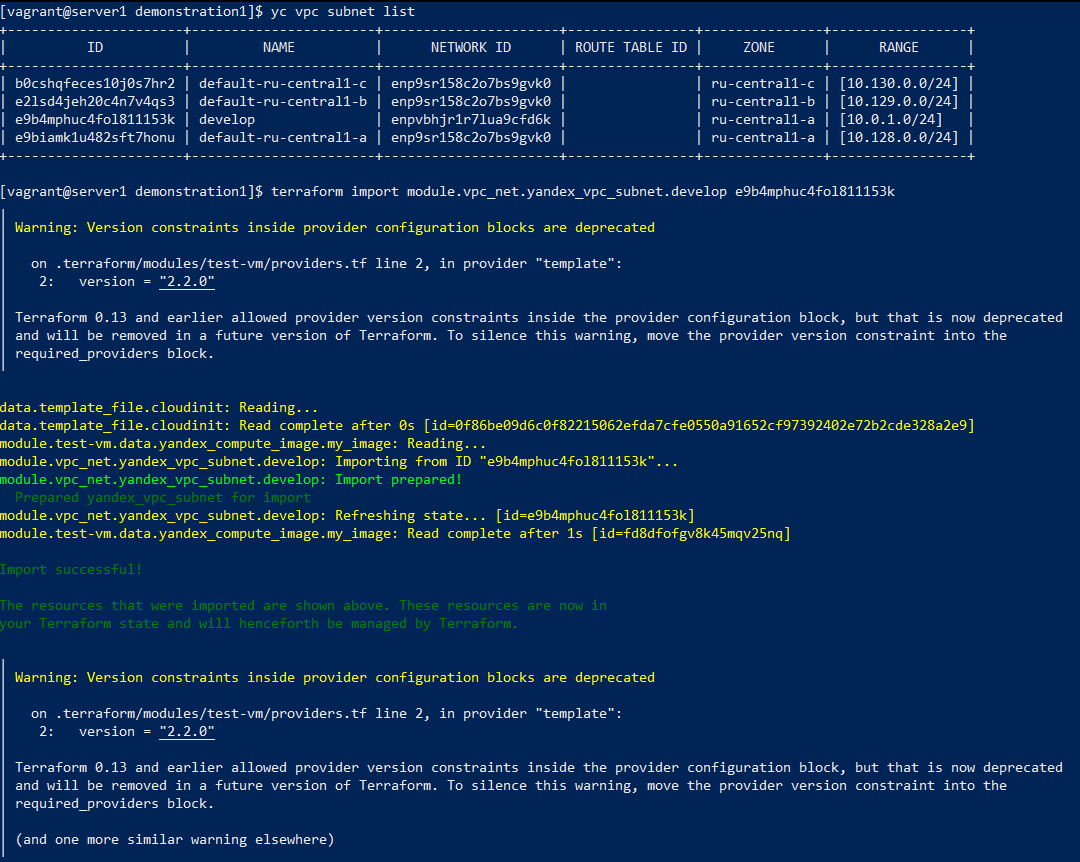 [vagrant@server1 demonstration1]$ yc vpc subnet list
+----------------------+-----------------------+----------------------+----------------+---------------+-----------------+
|          ID          |         NAME          |      NETWORK ID      | ROUTE TABLE ID |     ZONE      |      RANGE      |
+----------------------+-----------------------+----------------------+----------------+---------------+-----------------+
| b0cshqfeces10j0s7hr2 | default-ru-central1-c | enp9sr158c2o7bs9gvk0 |                | ru-central1-c | [10.130.0.0/24] |
| e2lsd4jeh20c4n7v4qs3 | default-ru-central1-b | enp9sr158c2o7bs9gvk0 |                | ru-central1-b | [10.129.0.0/24] |
| e9b4mphuc4fol811153k | develop               | enpvbhjr1r7lua9cfd6k |                | ru-central1-a | [10.0.1.0/24]   |
| e9biamk1u482sft7honu | default-ru-central1-a | enp9sr158c2o7bs9gvk0 |                | ru-central1-a | [10.128.0.0/24] |
+----------------------+-----------------------+----------------------+----------------+---------------+-----------------+
[vagrant@server1 demonstration1]$ terraform import module.vpc_net.yandex_vpc_subnet.develop e9b4mphuc4fol811153k
Warning: Version constraints inside provider configuration blocks are deprecated
on .terraform/modules/test-vm/providers.tf line 2, in provider "template":
2:   version = "2.2.0"
Terraform 0.13 and earlier allowed provider version constraints inside the provider configuration block, but that is now deprecated
and will be removed in a future version of Terraform. To silence this warning, move the provider version constraint into the
required_providers block.
data.template_file.cloudinit: Reading...
data.template_file.cloudinit: Read complete after 0s [id=0f86be09d6c0f82215062efda7cfe0550a91652cf97392402e72b2cde328a2e9]
module.test-vm.data.yandex_compute_image.my_image: Reading...
module.vpc_net.yandex_vpc_subnet.develop: Importing from ID "e9b4mphuc4fol811153k"...
module.vpc_net.yandex_vpc_subnet.develop: Import prepared!
Prepared yandex_vpc_subnet for import
module.vpc_net.yandex_vpc_subnet.develop: Refreshing state... [id=e9b4mphuc4fol811153k]
module.test-vm.data.yandex_compute_image.my_image: Read complete after 1s [id=fd8dfofgv8k45mqv25nq]
Import successful!
The resources that were imported are shown above. These resources are now in
your Terraform state and will henceforth be managed by Terraform.
Warning: Version constraints inside provider configuration blocks are deprecated
on .terraform/modules/test-vm/providers.tf line 2, in provider "template":
2:   version = "2.2.0"
Terraform 0.13 and earlier allowed provider version constraints inside the provider configuration block, but that is now deprecated
and will be removed in a future version of Terraform. To silence this warning, move the provider version constraint into the
required_providers block.
(and one more similar warning elsewhere)